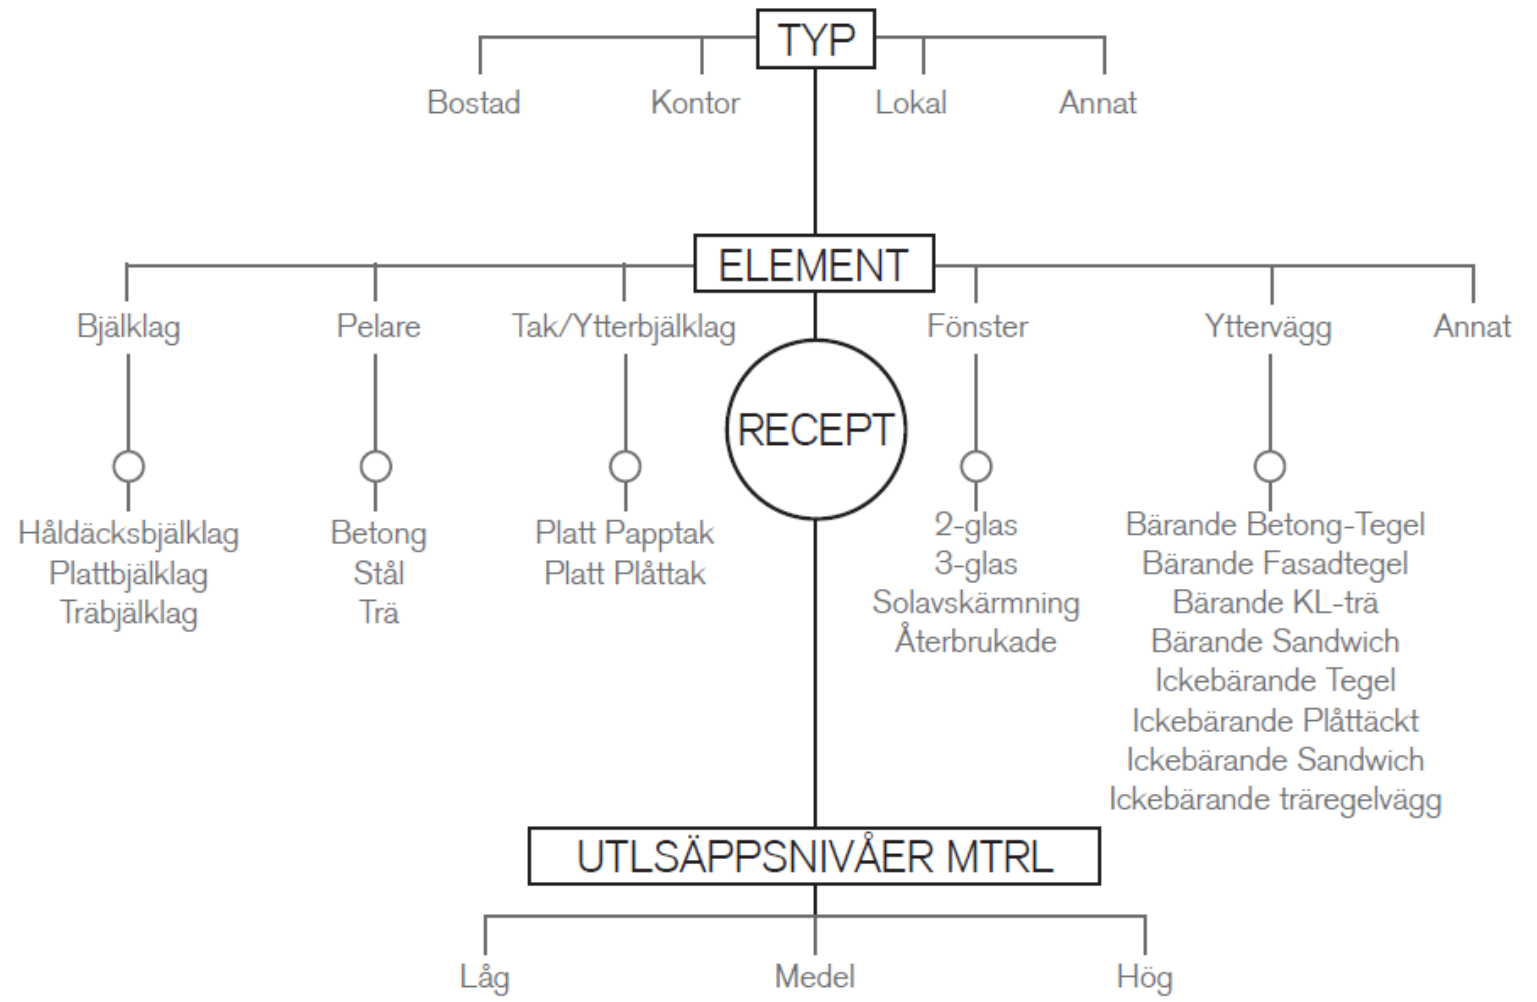 TYP
Bostad
Kontor
Lokal
Annat
ELEMENT
Bjälklag
Pelare
Tak/Ytterbjälklag
Fönster
Yttervägg
Annat
RECEPT
Håldäcksbjälklag
Plattbjälklag
Träbjälklag
Betong
Stål
Trä
Platt Papptak
Platt Plåttak
2-glas
3-glas
Solavskärmning
Återbrukade
Bärande Betong-Tegel
Bärande Fasadtegel
Bärande KL-trä
Bärande Sandwich
Ickebärande Tegel
Ickebärande Plåttäckt
Ickebärande Sandwich
Ickebärande träregelvägg
UTLSÄPPSNIVÅER MTRL
Låg
Medel
Hög